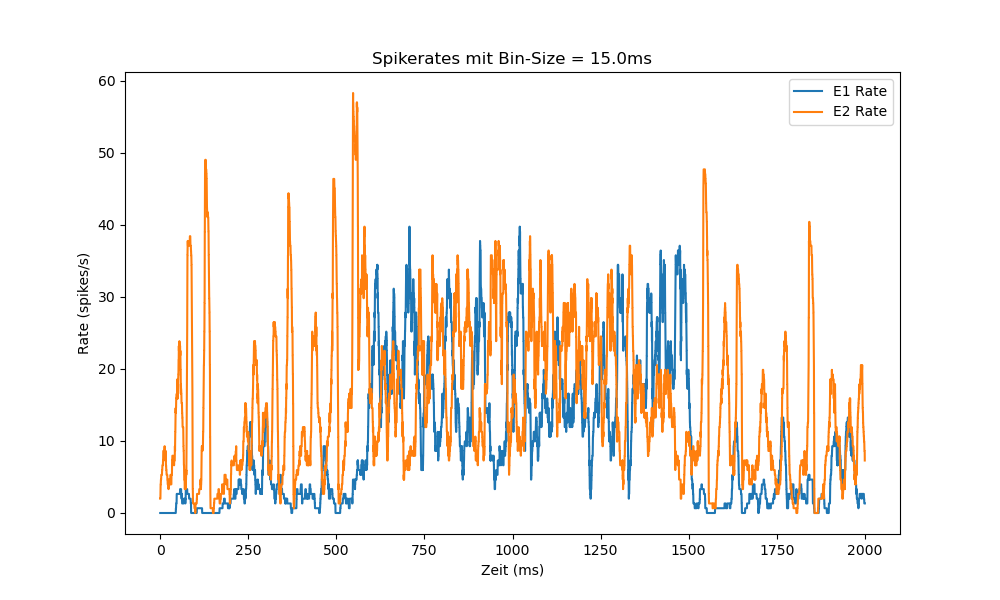 Spikerates mit Bin-Size = 15.0ms
E1 Rate
E2 Rate
Rate (spikes/s)
60
50
40
30
20
10
0
0 250 500 750 1000 1250 1500 1750 2000
Zeit (ms)